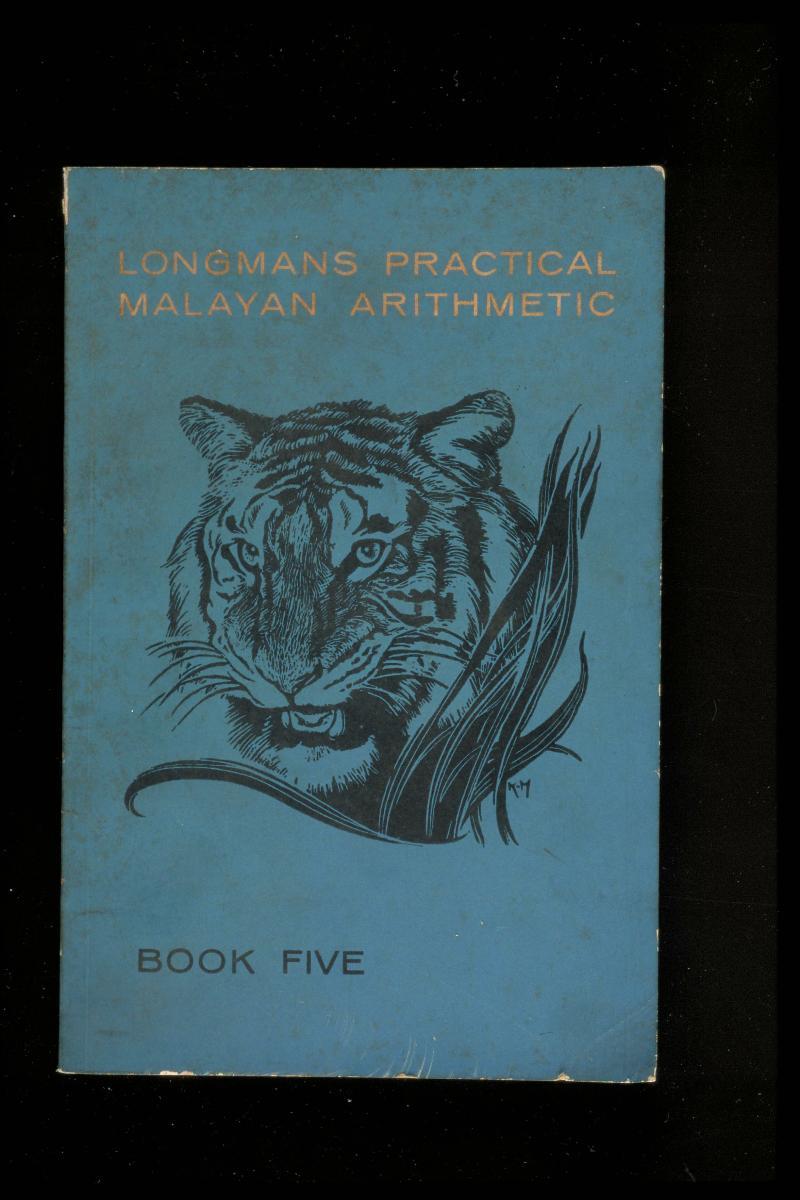 LONGMANS PRACTICAL
MALAYAN ARITHMETIC
K-M
BOOK FIVE